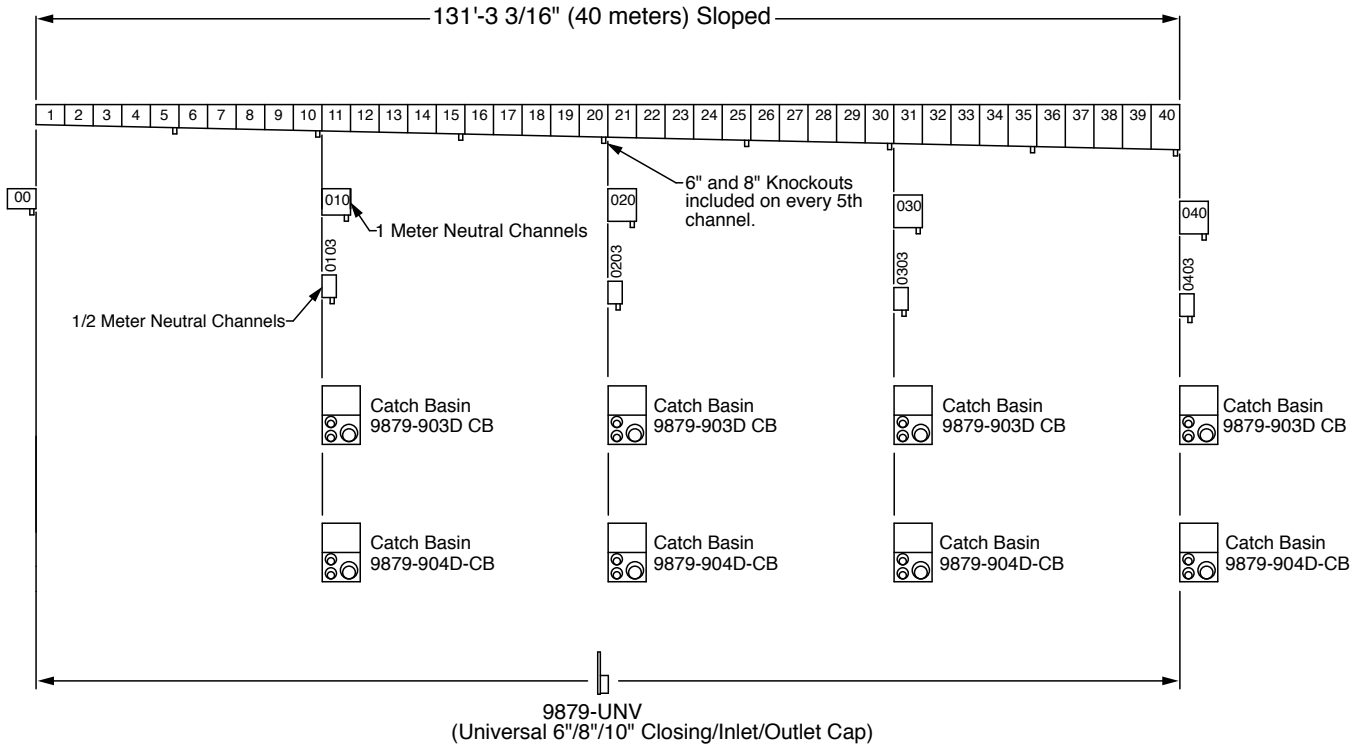 131'-3 3/16" (40 meters) Sloped
1 2 3 4 5 6 7 8 9 10 11 12 13 14 15 16 17 18 19 20 21 22 23 24 25 26 27 28 29 30 31 32 33 34 35 36 37 38 39 40
00
010
1 Meter Neutral Channels
020
6" and 8" Knockouts
included on every 5th
channel.
030
040
0103
0203
0303
0403
1/2 Meter Neutral Channels
Catch Basin
9879-903D CB
Catch Basin
9879-903D CB
Catch Basin
9879-903D CB
Catch Basin
9879-903D CB
Catch Basin
9879-904D-CB
Catch Basin
9879-904D-CB
Catch Basin
9879-904D-CB
Catch Basin
9879-904D-CB
9879-UNV
(Universal 6"/8"/10" Closing/Inlet/Outlet Cap)